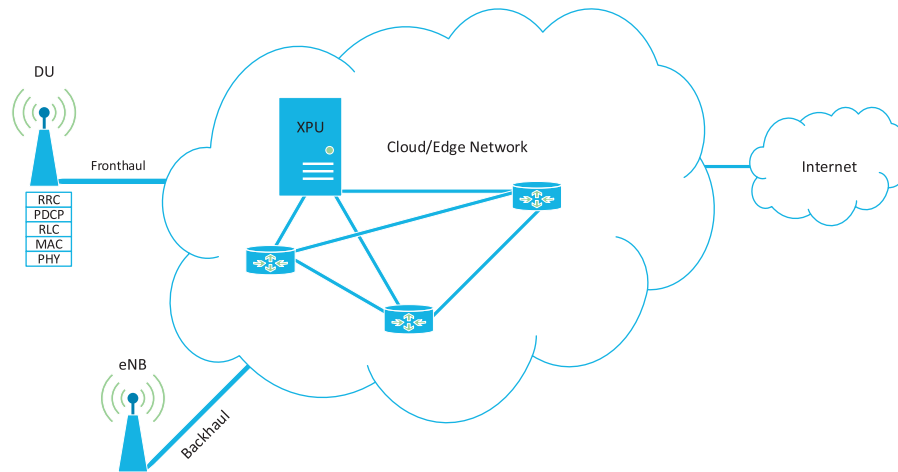 DU
XPU
Cloud/Edge Network
Fronthaul
Internet
RRC
PDCP
RLC
MAC
PHY
eNB
Backhaul